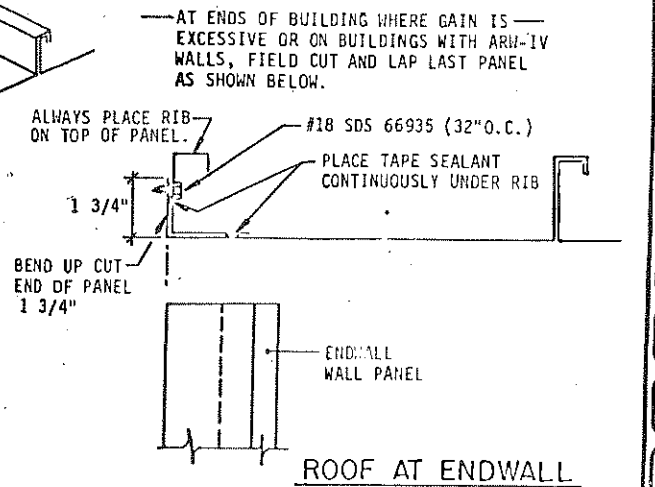 AT ENDS OF BUILDING WHERE GAIN IS
EXCESSIVE OR ON BUILDINGS WITH ARW-IV
WALLS, FIELD CUT AND LAP LAST PANEL
AS SHOWN BELOW.
ALWAYS PLACE RIB
ON TOP OF PANEL.
#18 SDS 66935 (32"O.C.)
PLACE TAPE SEALANT
CONTINUOUSLY UNDER RIB
1 3/4"
BEND UP CUT
END OF PANEL
1 3/4"
ENDWALL
WALL PANEL
ROOF AT ENDWALL